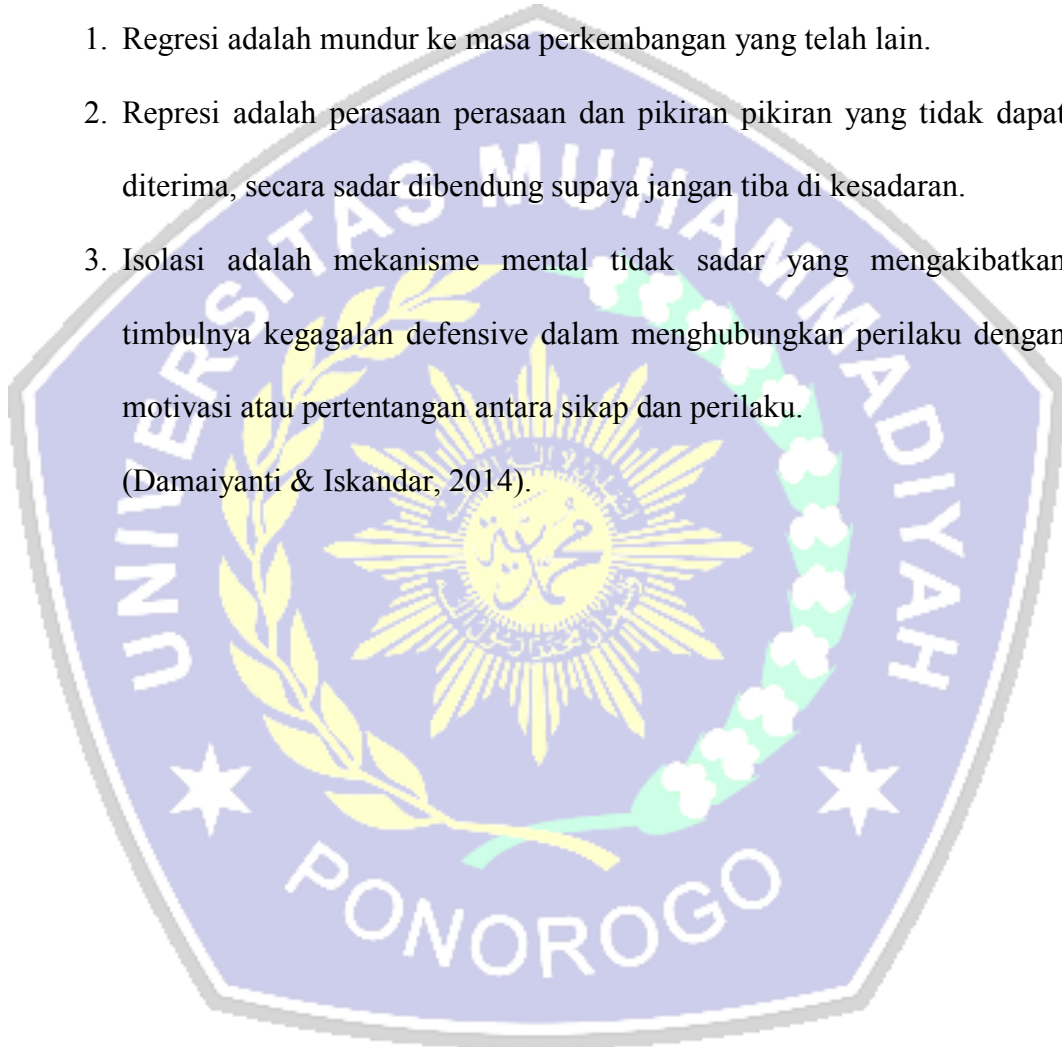 1. Regresi adalah mundur ke masa perkembangan yang telah lain.
2. Represi adalah perasaan perasaan dan pikiran pikiran yang tidak dapat
diterima, secara sadar dibendung supaya jangan tiba di kesadaran.
3. Isolasi adalah mekanisme mental tidak sadar yang mengakibatkan
timbulnya kegagalan defensive dalam menghubungkan perilaku dengan
motivasi atau pertentangan antara sikap dan perilaku.
(Damaiyanti & Iskandar, 2014).
UNIVERSITAS MUHAMMADIYAH
PONOROGO